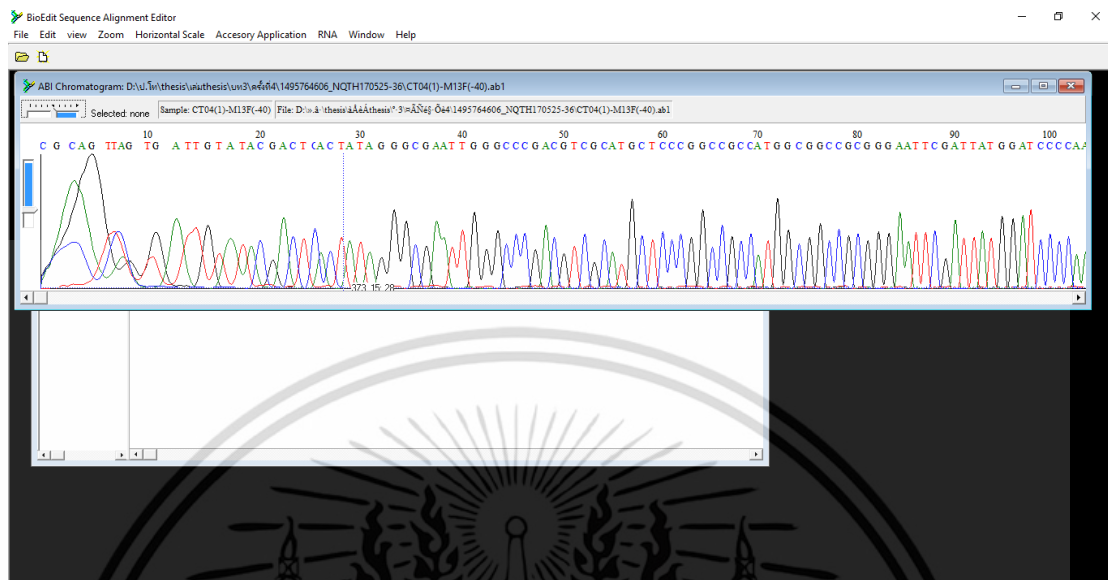 BioEdit Sequence Alignment Editor
File Edit view Zoom Horizontal Scale Accesory Application RNA Window Help
ABI Chromatogram: D:\ป.โท\thesis\เล่มthesis\บท3\ครั้งที่4\1495764606_NQTH170525-36\CT04(1)-M13F(-40).ab1
Selected: none Sample: CT04(1)-M13F(-40)
10 20 30 40 50 60 70 80 90 100
C G C AG TTAG TG ATTGTATACGACTCACTATAGGGCGAATTGGGCCCGACGTCGCATGCTCCCGGCCGCCATGGCGGCCGCGGGAATTCGATTATGGATCCCCAA
373 15; 28